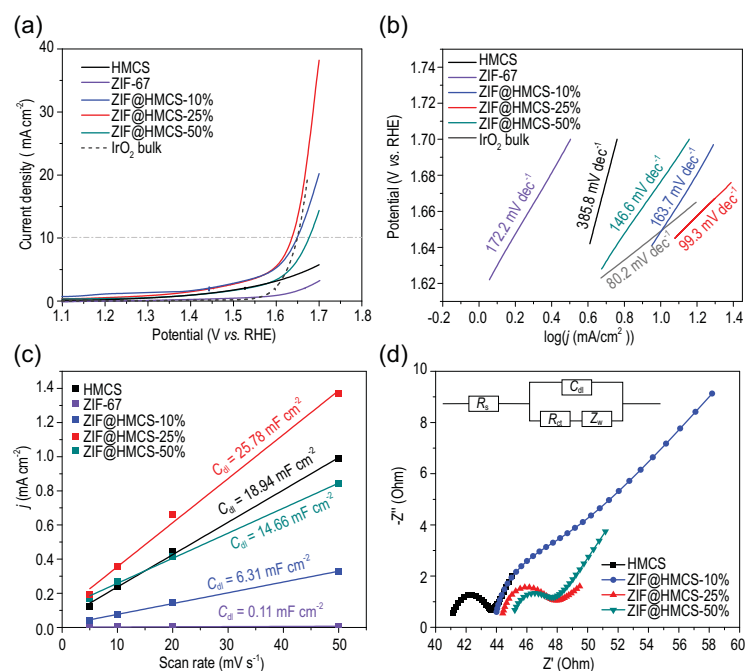 (a)
40
30
20
10
0
Current density ( mA cm⁻²)
HMCS
ZIF-67
ZIF@HMCS-10%
ZIF@HMCS-25%
ZIF@HMCS-50%
IrO₂ bulk
1.1 1.2 1.3 1.4 1.5 1.6 1.7 1.8
Potential (V vs. RHE)
(b)
1.74
1.72
1.70
1.68
1.66
1.64
1.62
Potential (V vs. RHE)
HMCS
ZIF-67
ZIF@HMCS-10%
ZIF@HMCS-25%
ZIF@HMCS-50%
IrO₂ bulk
172.2 mV dec⁻¹
385.8 mV dec⁻¹
146.6 mV dec⁻¹
163.7 mV dec⁻¹
80.2 mV dec⁻¹
99.3 mV dec⁻¹
-0.2 0.0 0.2 0.4 0.6 0.8 1.0 1.2 1.4
log(j (mA/cm² ))
(c)
1.4
1.2
1.0
0.8
0.6
0.4
0.2
0.0
j (mA cm⁻²)
HMCS
ZIF-67
ZIF@HMCS-10%
ZIF@HMCS-25%
ZIF@HMCS-50%
Cdl = 25.78 mF cm⁻²
Cdl = 18.94 mF cm⁻²
Cdl = 14.66 mF cm⁻²
Cdl = 6.31 mF cm⁻²
Cdl = 0.11 mF cm⁻²
0 10 20 30 40 50
Scan rate (mV s⁻¹)
(d)
10
8
6
4
2
0
-Z" (Ohm)
Rs
Cdl
Rct
Zw
HMCS
ZIF@HMCS-10%
ZIF@HMCS-25%
ZIF@HMCS-50%
40 42 44 46 48 50 52 54 56 58 60
Z' (Ohm)